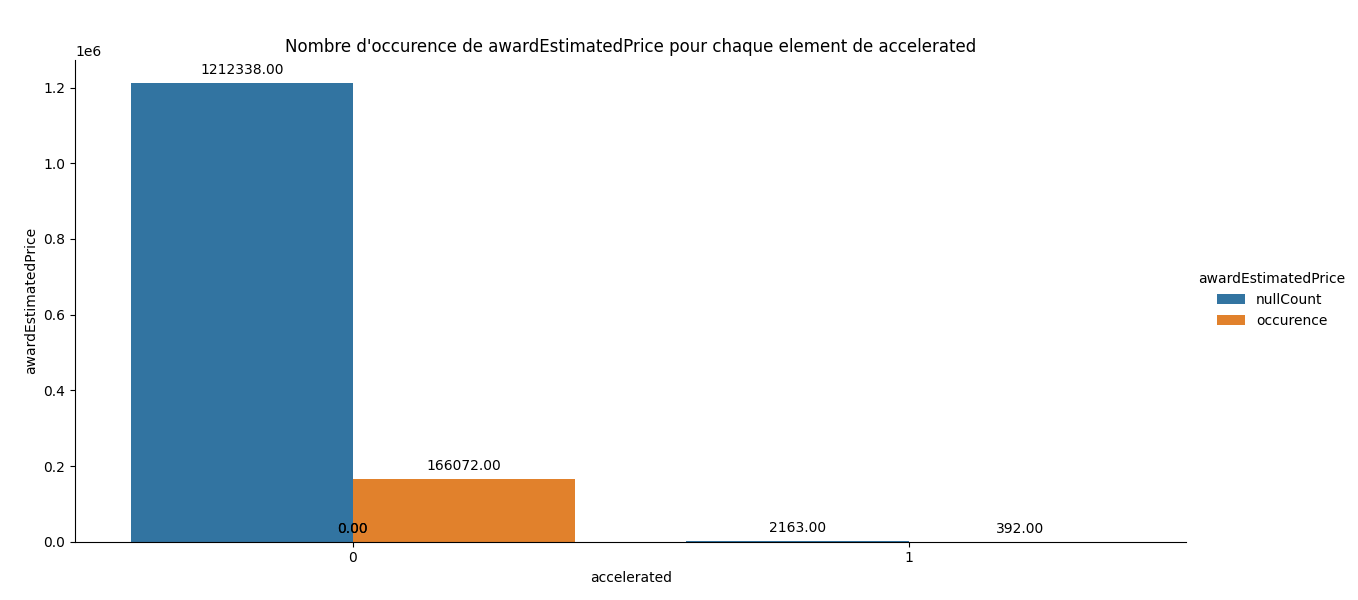 Nombre d'occurence de awardEstimatedPrice pour chaque element de accelerated
1e6
1212338.00
1.2
1.0
0.8
0.6
0.4
0.2
0.0
awardEstimatedPrice
166072.00
0.00
2163.00
392.00
0
1
accelerated
awardEstimatedPrice
nullCount
occurence